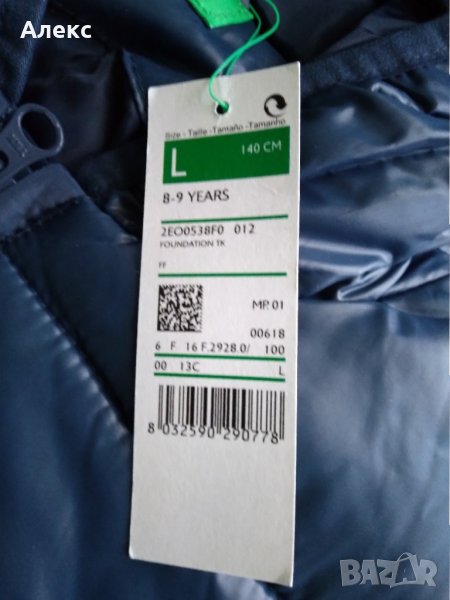 Алекс
Size - Taille - Tamaño - Tamanho
L 140 CM
8-9 YEARS
2EO0538F0 012
FOUNDATION TK
FF
MP. 01
00618
6 F 16 F.2928.0/ 100
00 13C L
8 032590 290778
BAZAR